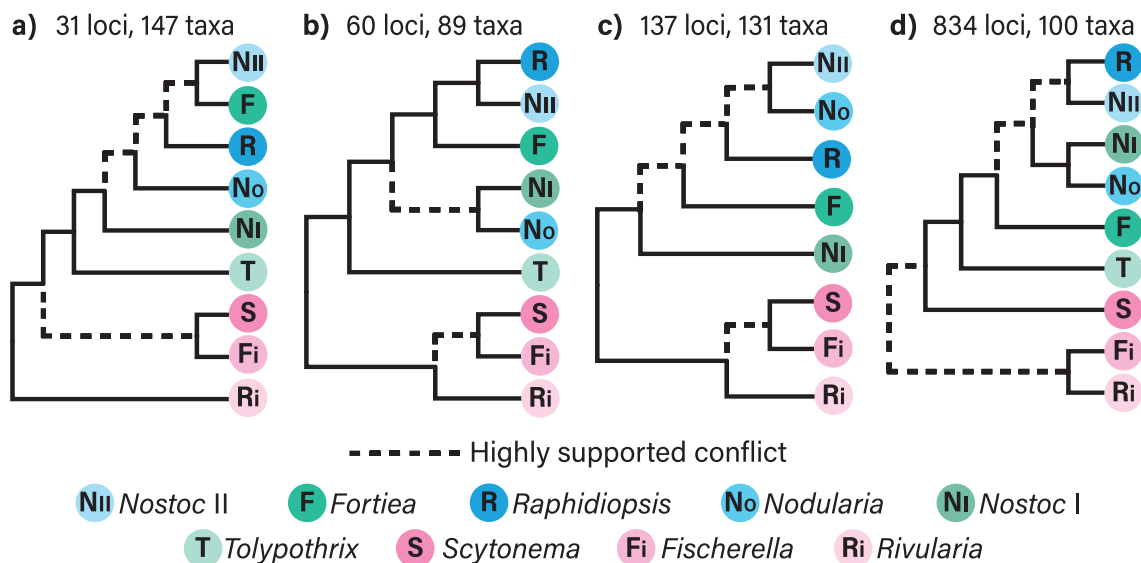 a) 31 loci, 147 taxa b) 60 loci, 89 taxa c) 137 loci, 131 taxa d) 834 loci, 100 taxa
NII R NII R
F NII No NII
R F R NI
No NI F No
NI No NI F
T T S T
S S Fi S
Fi Fi Ri Fi
Ri Ri Ri
Highly supported conflict
NII Nostoc II F Fortiea R Raphidiopsis No Nodularia NI Nostoc I
T Tolypothrix S Scytonema Fi Fischerella Ri Rivularia